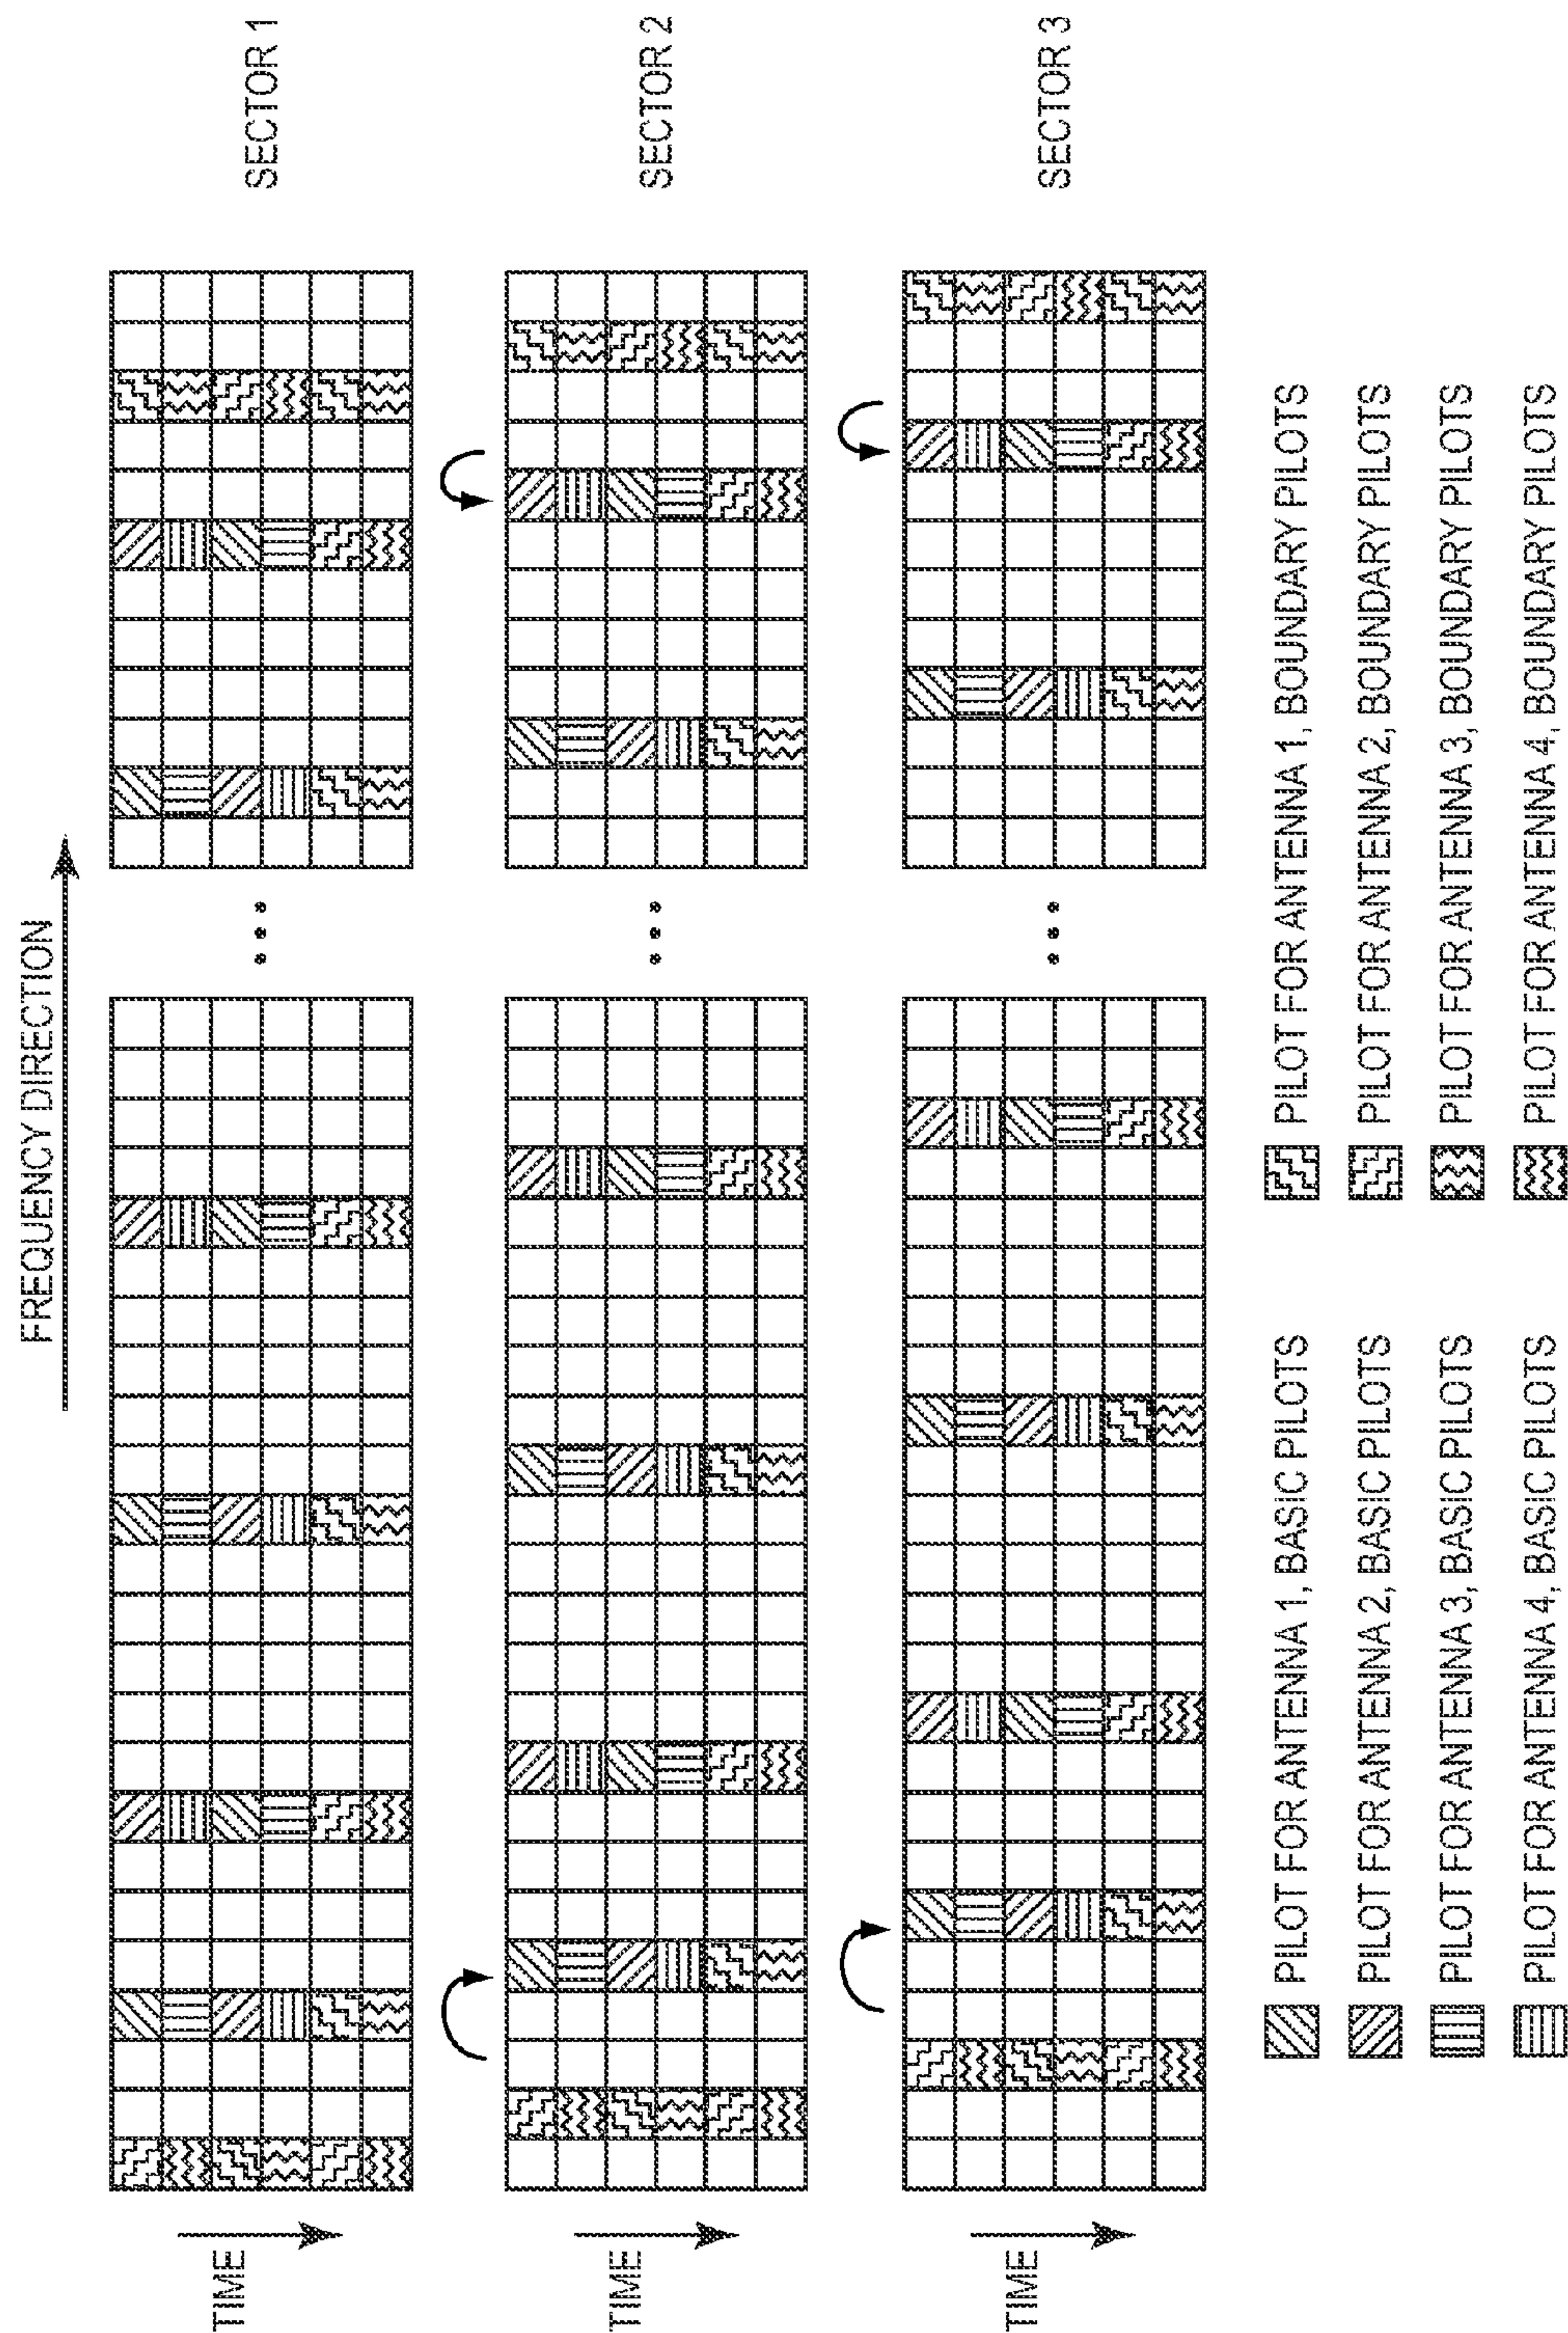 FREQUENCY DIRECTION
TIME
SECTOR 1
TIME
SECTOR 2
TIME
SECTOR 3
PILOT FOR ANTENNA 1, BASIC PILOTS
PILOT FOR ANTENNA 2, BASIC PILOTS
PILOT FOR ANTENNA 3, BASIC PILOTS
PILOT FOR ANTENNA 4, BASIC PILOTS
PILOT FOR ANTENNA 1, BOUNDARY PILOTS
PILOT FOR ANTENNA 2, BOUNDARY PILOTS
PILOT FOR ANTENNA 3, BOUNDARY PILOTS
PILOT FOR ANTENNA 4, BOUNDARY PILOTS